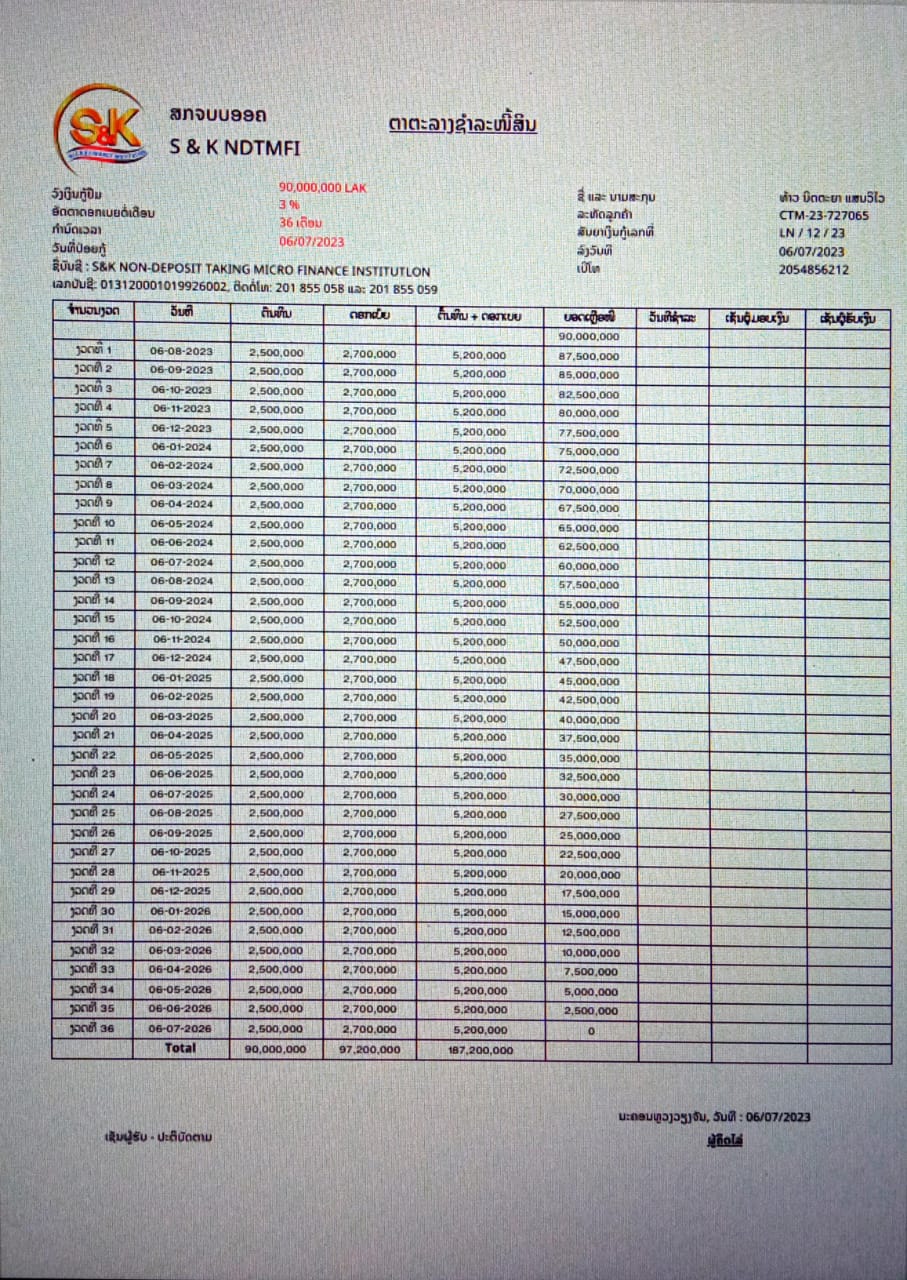 S&K
ສກຈບບອອຄ
S & K NDTMFI
ຕາຕະລາງຊຳລະໜີ້ສິນ
ວົງເງິນກູ້ຢືມ 90,000,000 LAK
ອັດຕາດອກເບຍຕໍ່ເດືອນ 3 %
ກຳນົດເວລາ 36 ເດືອນ
ວັນທີ່ປ່ອຍກູ້ 06/07/2023
ຊື່ ແລະ ນາມສະກຸນ ທ້າວ ນິດຕະຍາ ແສນວິໄວ
ລະຫັດລູກຄ້າ CTM-23-727065
ສັນຍາເງິນກູ້ເລກທີ່ LN / 12 / 23
ລົງວັນທີ 06/07/2023
ເບີໂທ 2054856212
ຊື່ບັນຊີ : S&K NON-DEPOSIT TAKING MICRO FINANCE INSTITUTLON
ເລກບັນຊີ: 013120001019926002, ຕິດຕໍ່ໂທ: 201 855 058 ແລະ 201 855 059
ຈຳນວນງວດ ວັນທີ ຕົ້ນທຶນ ດອກເບ້ຍ ຕົ້ນທຶນ + ດອກເບຍ ຍອດເຫຼືອໜີ້ ວັນທີຊຳລະ ເຊັນຜູ້ມອບເງິນ ເຊັນຜູ້ຮັບເງິນ
90,000,000
ງວດທີ 1 06-08-2023 2,500,000 2,700,000 5,200,000 87,500,000
ງວດທີ 2 06-09-2023 2,500,000 2,700,000 5,200,000 85,000,000
ງວດທີ 3 06-10-2023 2,500,000 2,700,000 5,200,000 82,500,000
ງວດທີ 4 06-11-2023 2,500,000 2,700,000 5,200,000 80,000,000
ງວດທີ 5 06-12-2023 2,500,000 2,700,000 5,200,000 77,500,000
ງວດທີ 6 06-01-2024 2,500,000 2,700,000 5,200,000 75,000,000
ງວດທີ 7 06-02-2024 2,500,000 2,700,000 5,200,000 72,500,000
ງວດທີ 8 06-03-2024 2,500,000 2,700,000 5,200,000 70,000,000
ງວດທີ 9 06-04-2024 2,500,000 2,700,000 5,200,000 67,500,000
ງວດທີ 10 06-05-2024 2,500,000 2,700,000 5,200,000 65,000,000
ງວດທີ 11 06-06-2024 2,500,000 2,700,000 5,200,000 62,500,000
ງວດທີ 12 06-07-2024 2,500,000 2,700,000 5,200,000 60,000,000
ງວດທີ 13 06-08-2024 2,500,000 2,700,000 5,200,000 57,500,000
ງວດທີ 14 06-09-2024 2,500,000 2,700,000 5,200,000 55,000,000
ງວດທີ 15 06-10-2024 2,500,000 2,700,000 5,200,000 52,500,000
ງວດທີ 16 06-11-2024 2,500,000 2,700,000 5,200,000 50,000,000
ງວດທີ 17 06-12-2024 2,500,000 2,700,000 5,200,000 47,500,000
ງວດທີ 18 06-01-2025 2,500,000 2,700,000 5,200,000 45,000,000
ງວດທີ 19 06-02-2025 2,500,000 2,700,000 5,200,000 42,500,000
ງວດທີ 20 06-03-2025 2,500,000 2,700,000 5,200,000 40,000,000
ງວດທີ 21 06-04-2025 2,500,000 2,700,000 5,200,000 37,500,000
ງວດທີ 22 06-05-2025 2,500,000 2,700,000 5,200,000 35,000,000
ງວດທີ 23 06-06-2025 2,500,000 2,700,000 5,200,000 32,500,000
ງວດທີ 24 06-07-2025 2,500,000 2,700,000 5,200,000 30,000,000
ງວດທີ 25 06-08-2025 2,500,000 2,700,000 5,200,000 27,500,000
ງວດທີ 26 06-09-2025 2,500,000 2,700,000 5,200,000 25,000,000
ງວດທີ 27 06-10-2025 2,500,000 2,700,000 5,200,000 22,500,000
ງວດທີ 28 06-11-2025 2,500,000 2,700,000 5,200,000 20,000,000
ງວດທີ 29 06-12-2025 2,500,000 2,700,000 5,200,000 17,500,000
ງວດທີ 30 06-01-2026 2,500,000 2,700,000 5,200,000 15,000,000
ງວດທີ 31 06-02-2026 2,500,000 2,700,000 5,200,000 12,500,000
ງວດທີ 32 06-03-2026 2,500,000 2,700,000 5,200,000 10,000,000
ງວດທີ 33 06-04-2026 2,500,000 2,700,000 5,200,000 7,500,000
ງວດທີ 34 06-05-2026 2,500,000 2,700,000 5,200,000 5,000,000
ງວດທີ 35 06-06-2026 2,500,000 2,700,000 5,200,000 2,500,000
ງວດທີ 36 06-07-2026 2,500,000 2,700,000 5,200,000 0
Total 90,000,000 97,200,000 187,200,000
ນະຄອນຫຼວງວຽງຈັນ, ວັນທີ : 06/07/2023
ເຊັນຜູ້ຮັບ - ປະຕິບັດຕາມ
ຜູ້ຄິດໄລ່